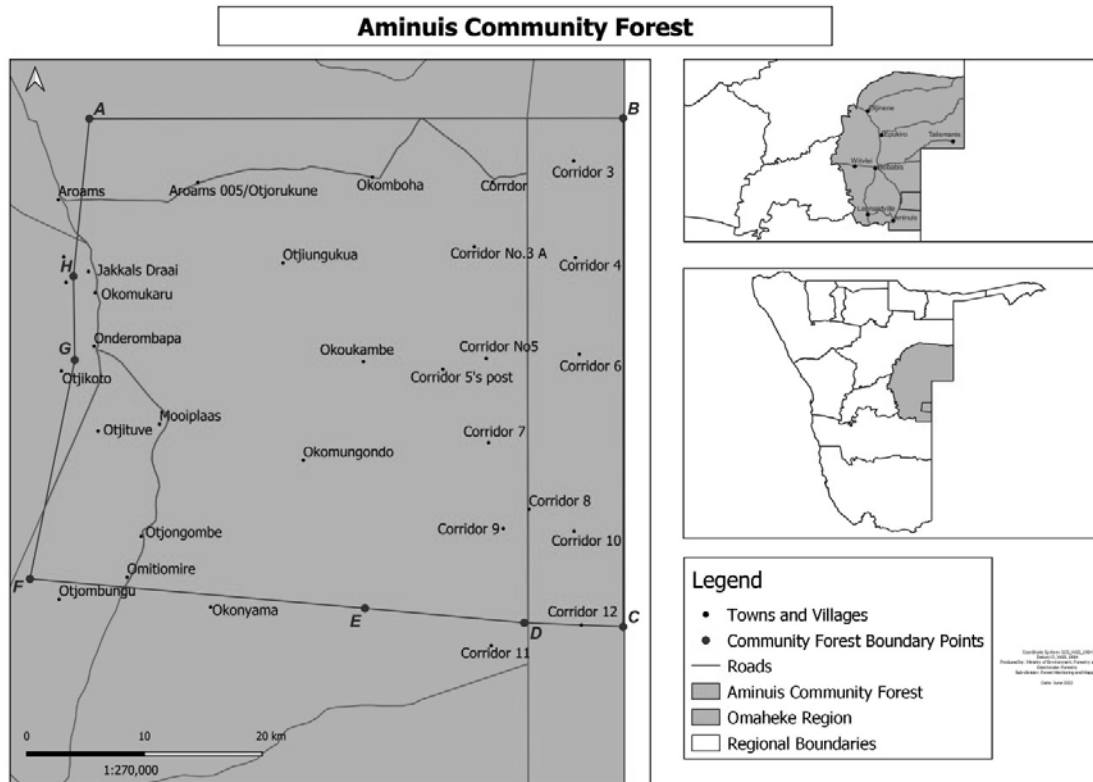 Aminuis Community Forest
A
B
Corridor 3
Aroams
Aroams 005/Otjorukune
Okomboha
Corrdor
Otjiungukua
Corridor No.3 A
Corridor 4
H
Jakkals Draai
Okomukaru
Onderombapa
G
Otjikoto
Okoukambe
Corridor No5
Corridor 5's post
Corridor 6
Mooiplaas
Otjituve
Corridor 7
Okomungondo
Corridor 8
Corridor 9
Corridor 10
Otjongombe
Omitiomire
F
Otjombungu
Okonyama
E
D
Corridor 12
C
Corridor 11
0 10 20 km
1:270,000
Otjinene
Epukiro
Talismanis
Witvlei
Gobabis
Leonardville
Aminuis
Legend
Towns and Villages
Community Forest Boundary Points
Roads
Aminuis Community Forest
Omaheke Region
Regional Boundaries
Date: June 2022